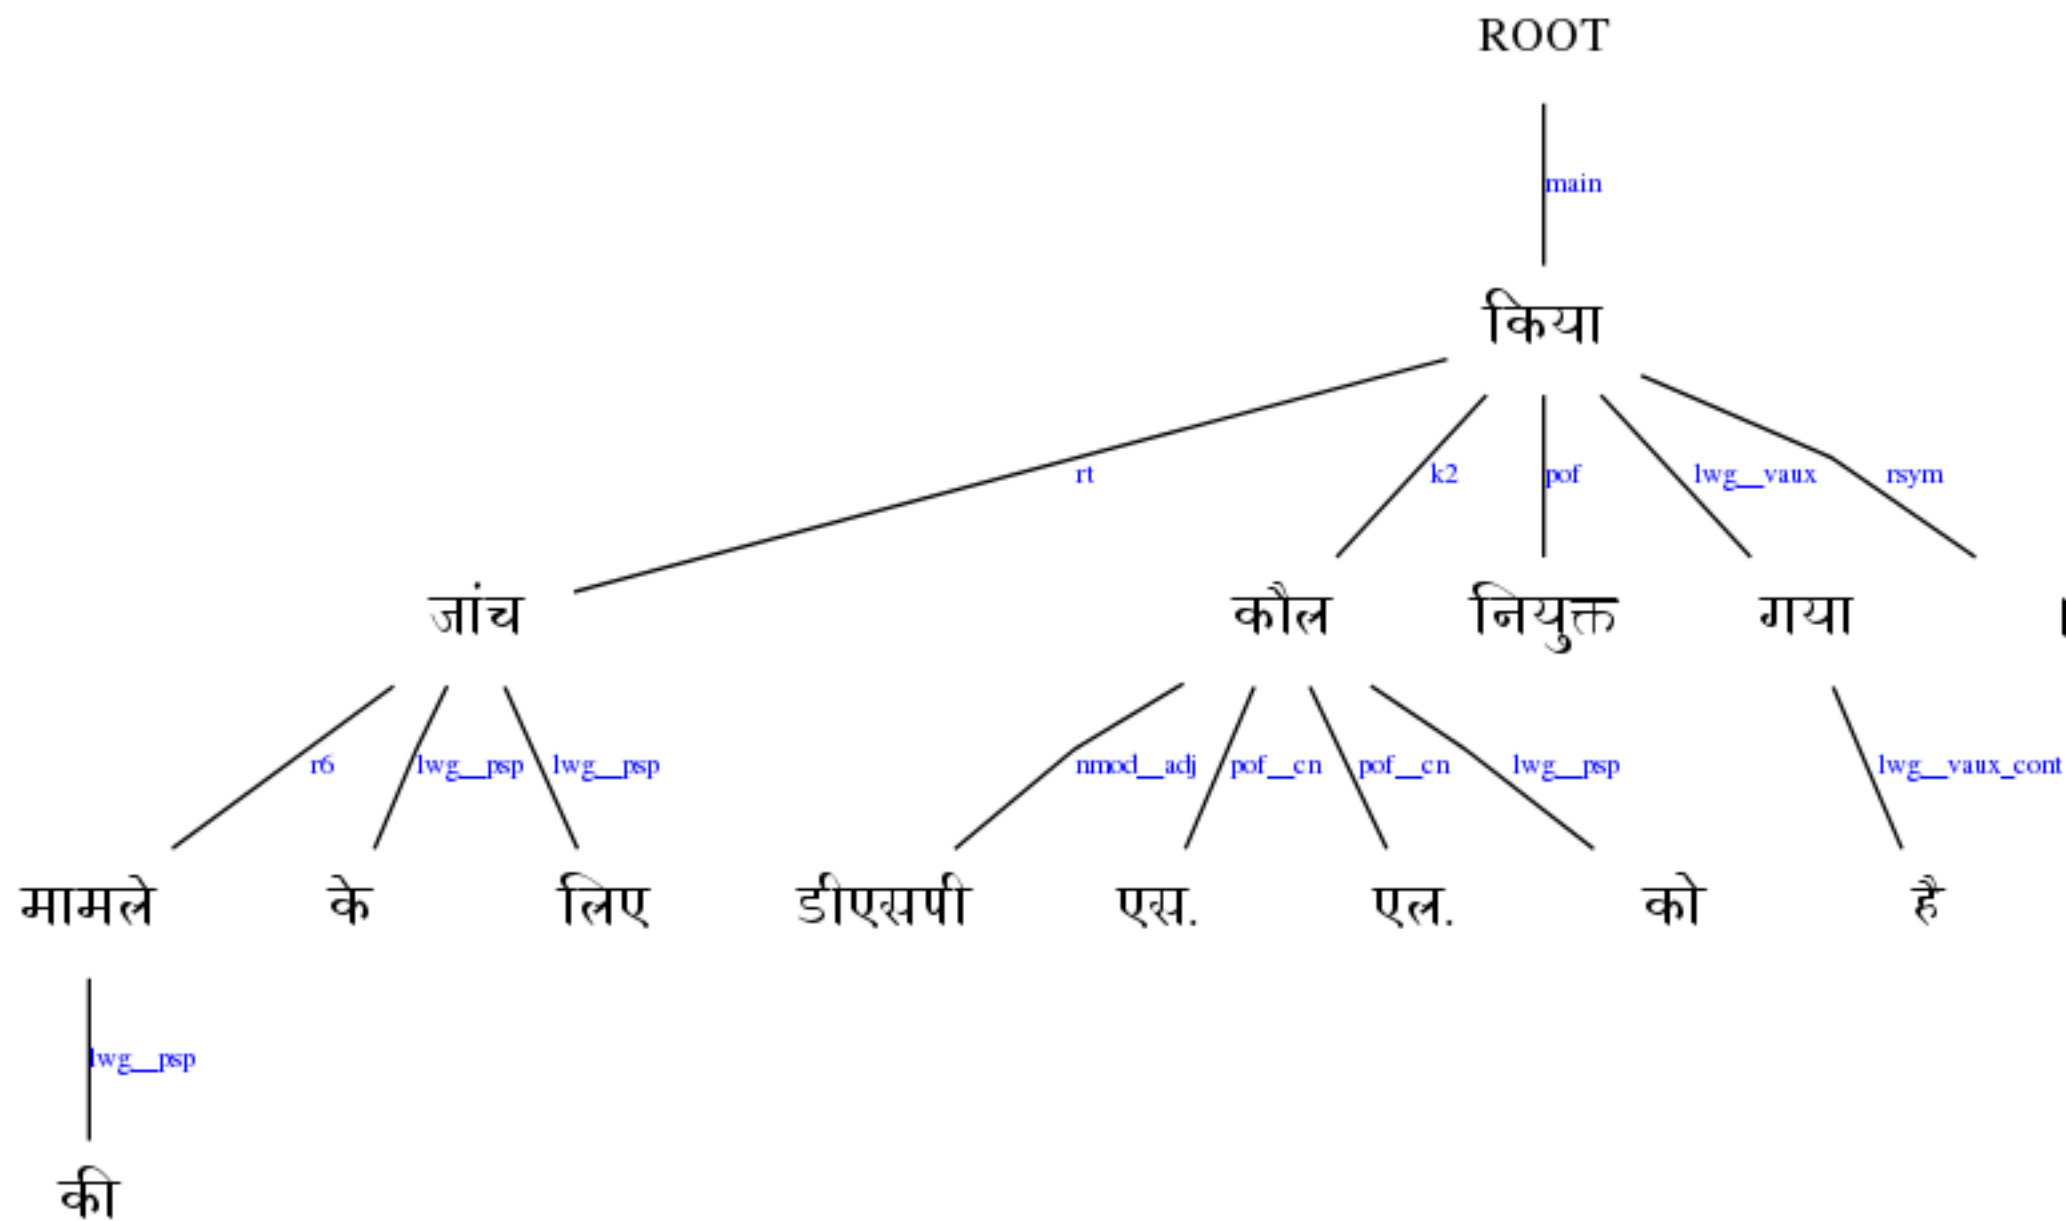 ROOT
main
किया
rt k2 pof lwg__vaux rsym
जांच कौल नियुक्त गया ।
r6 lwg__psp lwg__psp nmod__adj pof__cn pof__cn lwg__psp lwg__vaux_cont
मामले के लिए डीएसपी एस. एल. को है
lwg__psp
की